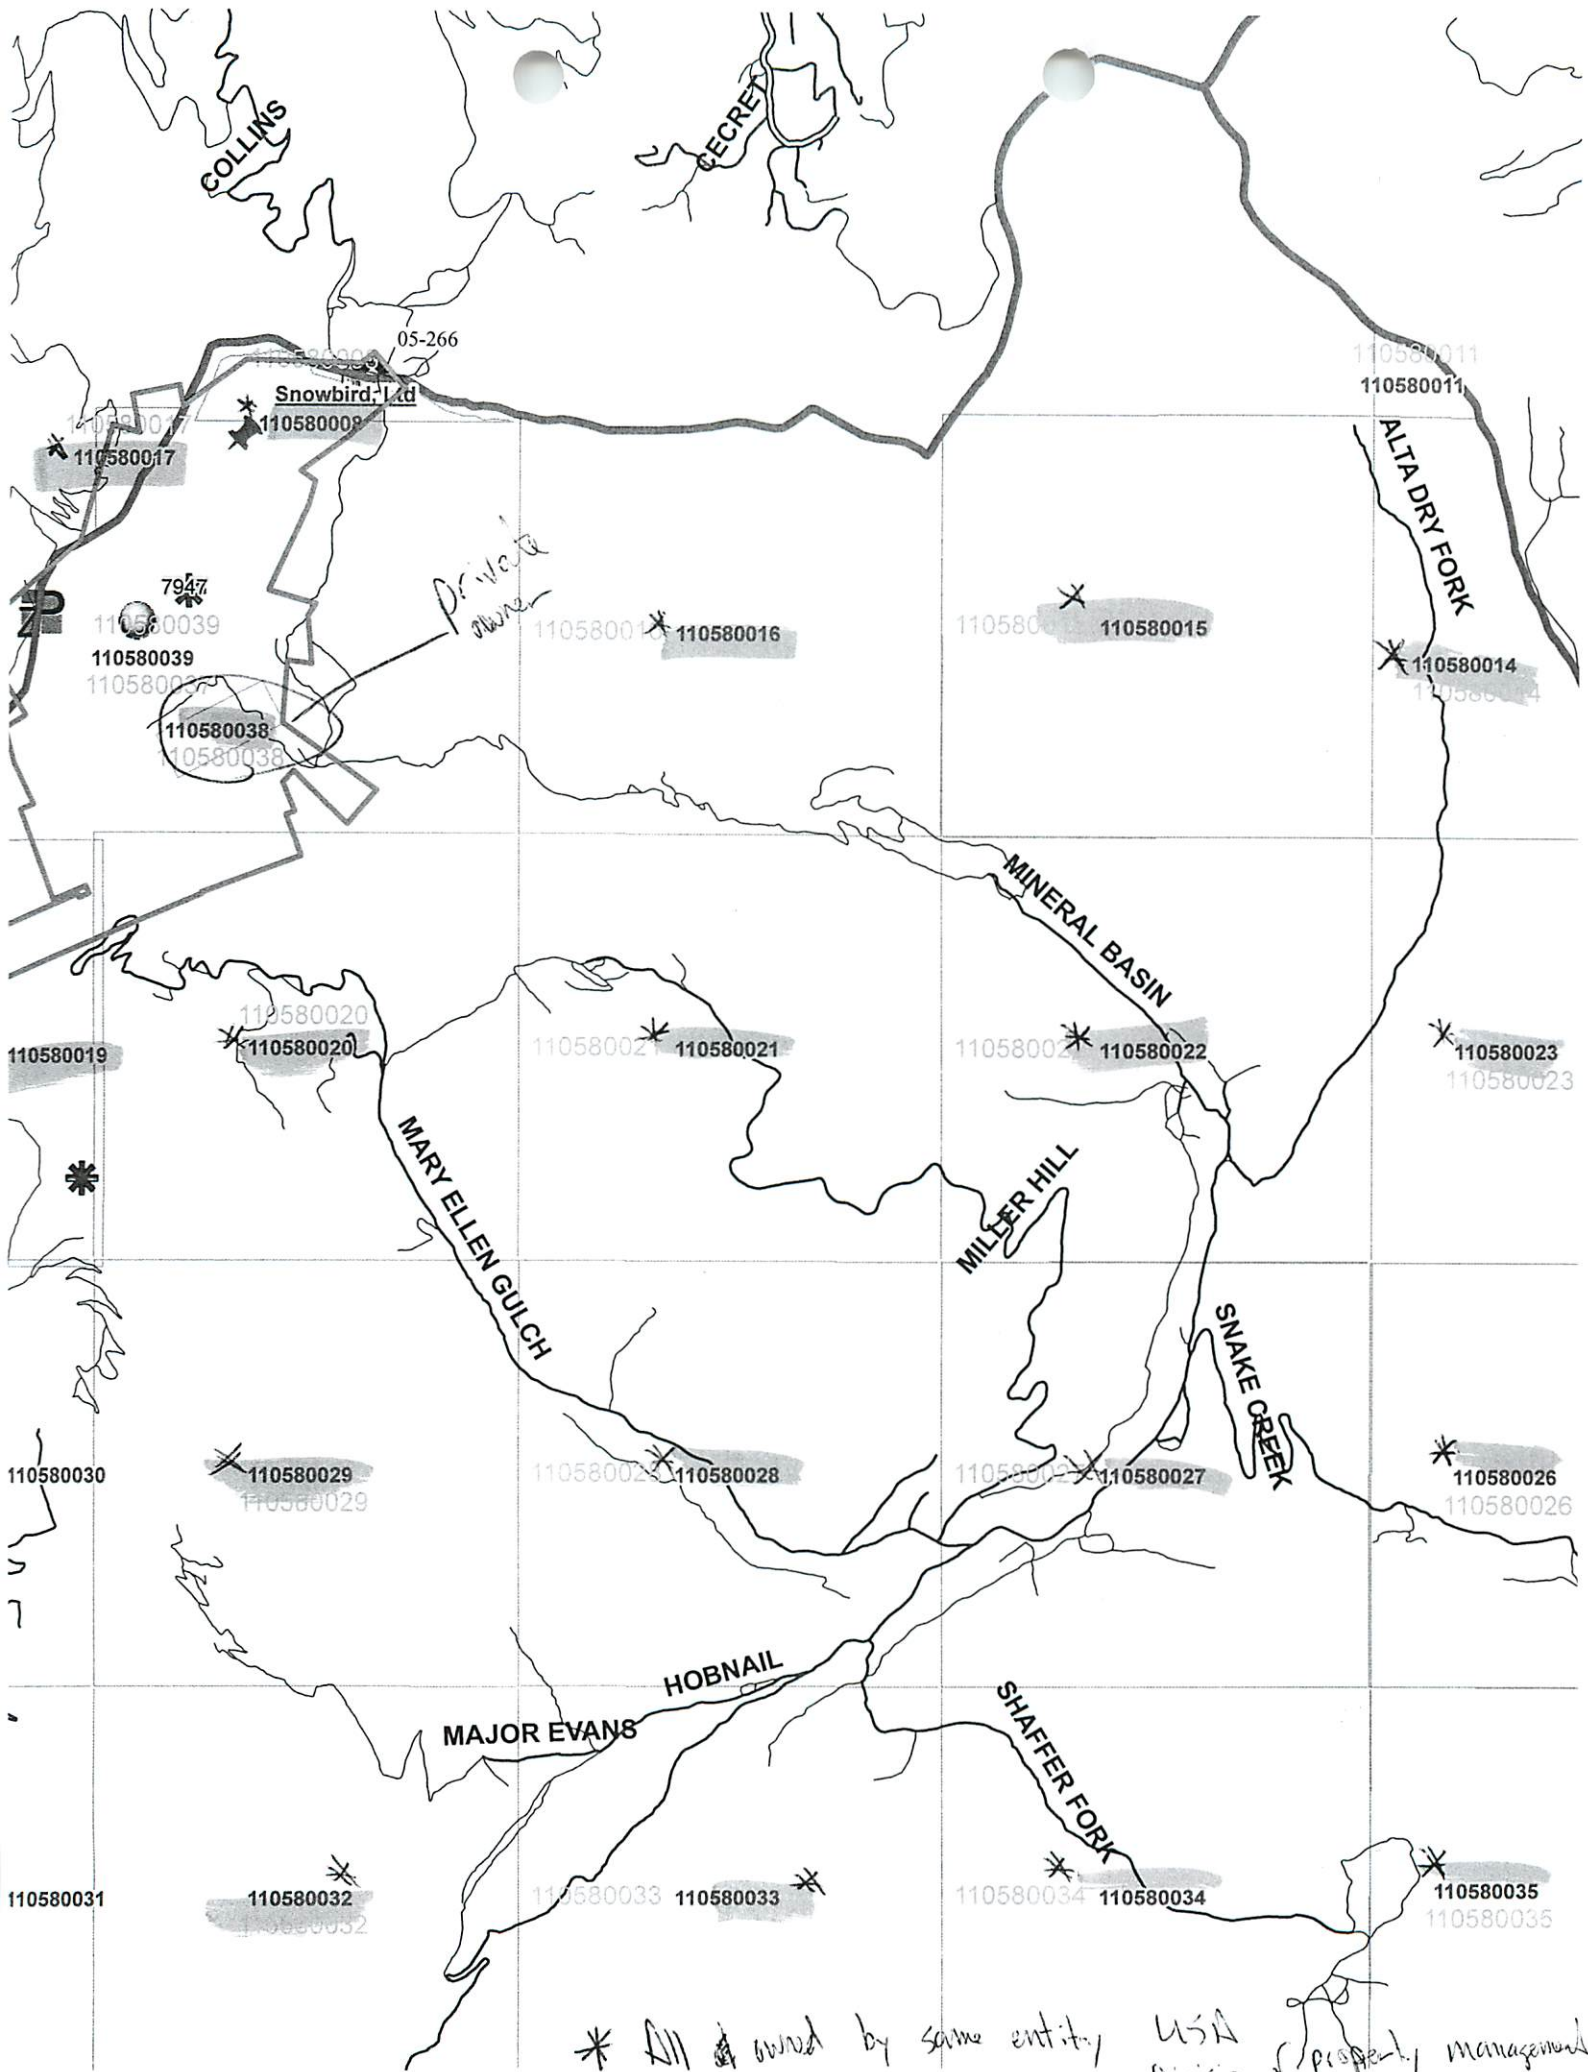 COLLINS
CECRET
05-266
110580011
110580011
Snowbird, Ltd
110580008
110580017
110580017
ALTA DRY FORK
private
owner
7947
110580039
110580039
110580037
110580016
110580015
110580014
110580038
110580038
MINERAL BASIN
110580020
110580019
110580020
110580021
110580022
110580023
110580023
MARY ELLEN GULCH
MILLER HILL
SNAKE CREEK
110580030
110580029
110580029
110580028
110580027
110580026
110580026
HOBNAIL
MAJOR EVANS
SHAFFER FORK
110580031
110580032
110580032
110580033
110580033
110580034
110580034
110580035
110580035
* All owned by same entity USA
property management